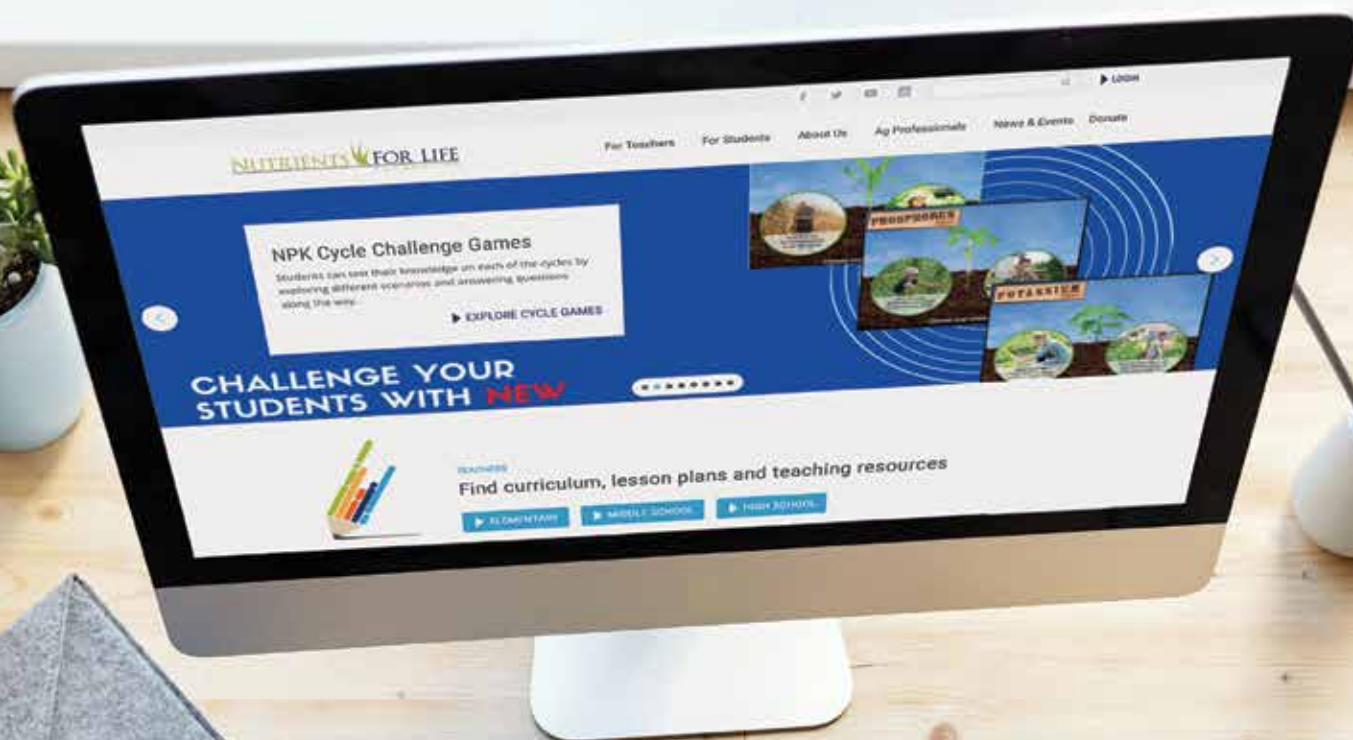 LOGIN
NUTRIENTS FOR LIFE
For Teachers For Students About Us Ag Professionals News & Events Donate
NPK Cycle Challenge Games
Students can test their knowledge on each of the cycles by
exploring different scenarios and answering questions
along the way.
EXPLORE CYCLE GAMES
PHOSPHORUS
POTASSIUM
CHALLENGE YOUR
STUDENTS WITH NEW
TEACHERS
Find curriculum, lesson plans and teaching resources
ELEMENTARY MIDDLE SCHOOL HIGH SCHOOL